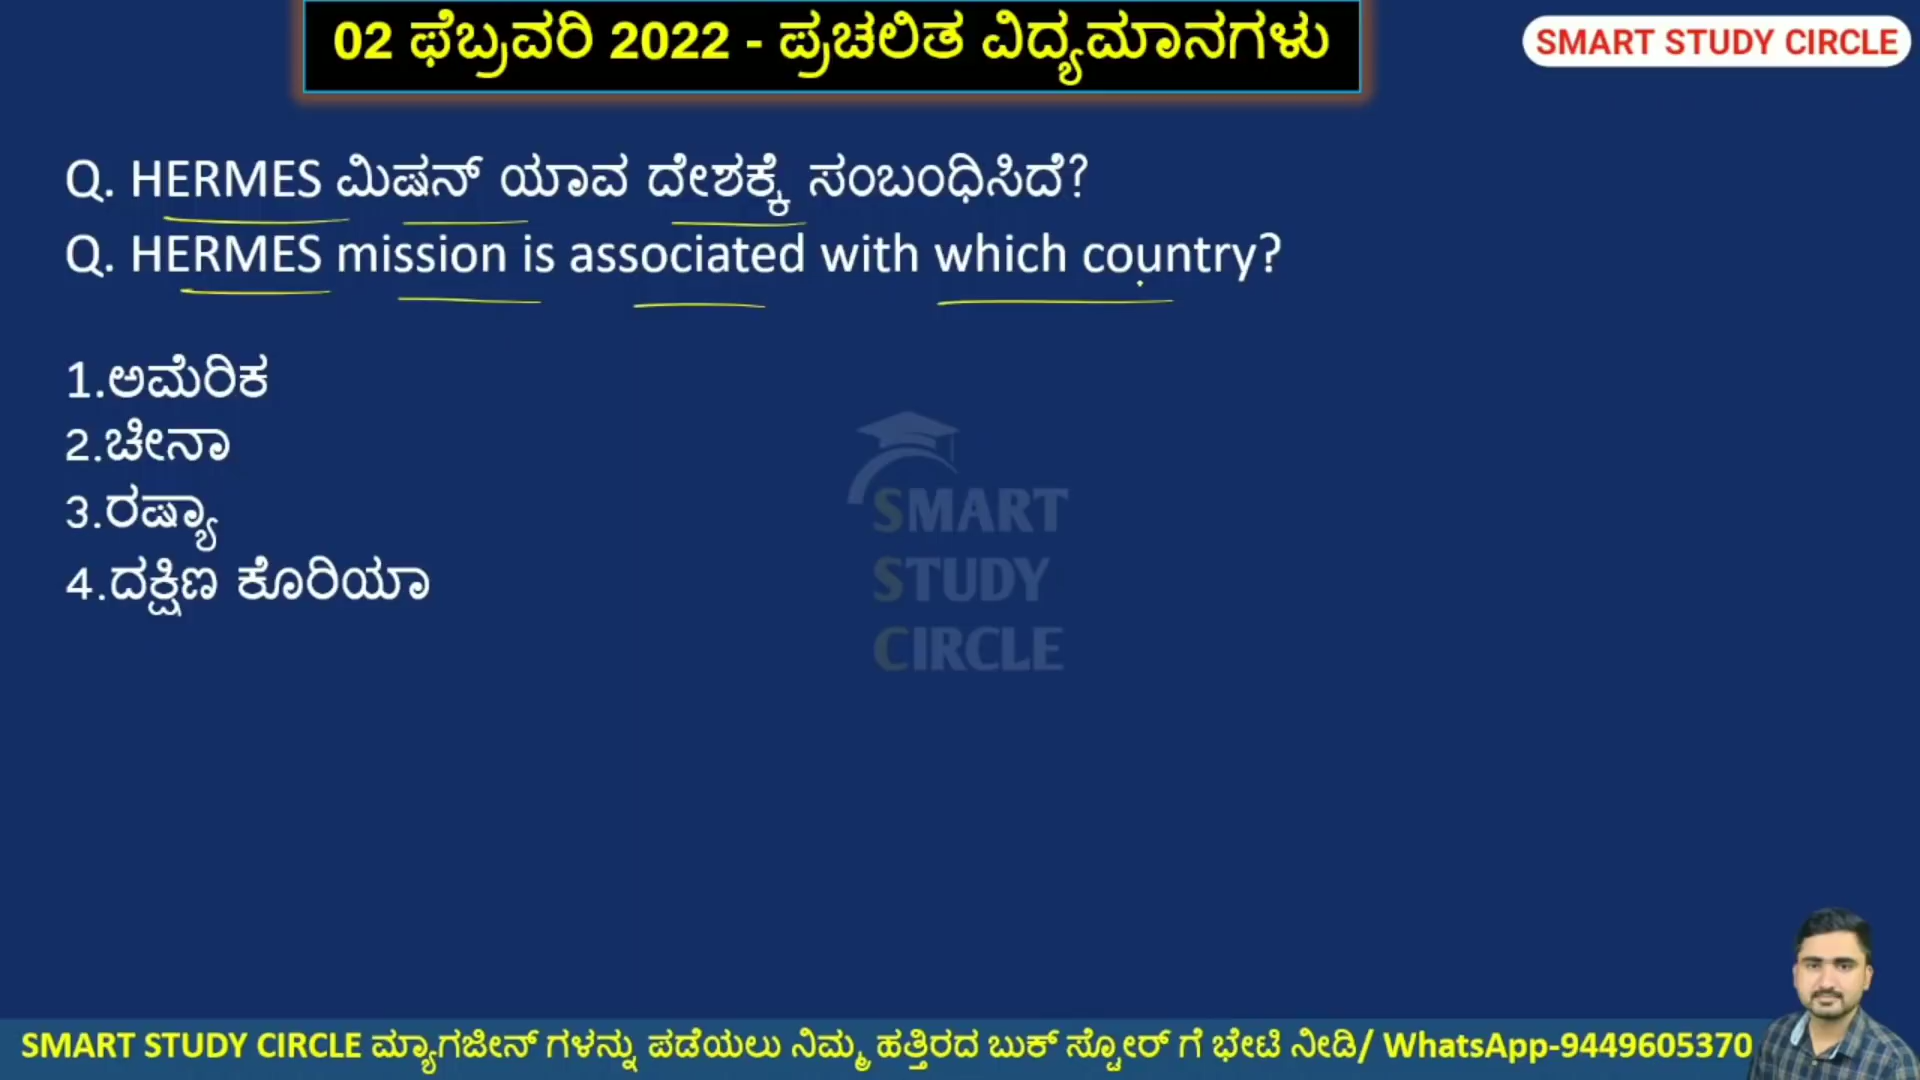 02 ಫೆಬ್ರವರಿ 2022 - ಪ್ರಚಲಿತ ವಿದ್ಯಮಾನಗಳು
SMART STUDY CIRCLE
Q. HERMES ಮಿಷನ್ ಯಾವ ದೇಶಕ್ಕೆ ಸಂಬಂಧಿಸಿದೆ?
Q. HERMES mission is associated with which country?
1.ಅಮೆರಿಕ
2.ಚೀನಾ
3.ರಷ್ಯಾ
4.ದಕ್ಷಿಣ ಕೊರಿಯಾ
SMART
STUDY
CIRCLE
SMART STUDY CIRCLE ಮ್ಯಾಗಜೀನ್ ಗಳನ್ನು ಪಡೆಯಲು ನಿಮ್ಮ ಹತ್ತಿರದ ಬುಕ್ ಸ್ಟೋರ್ ಗೆ ಭೇಟಿ ನೀಡಿ/ WhatsApp-9449605370